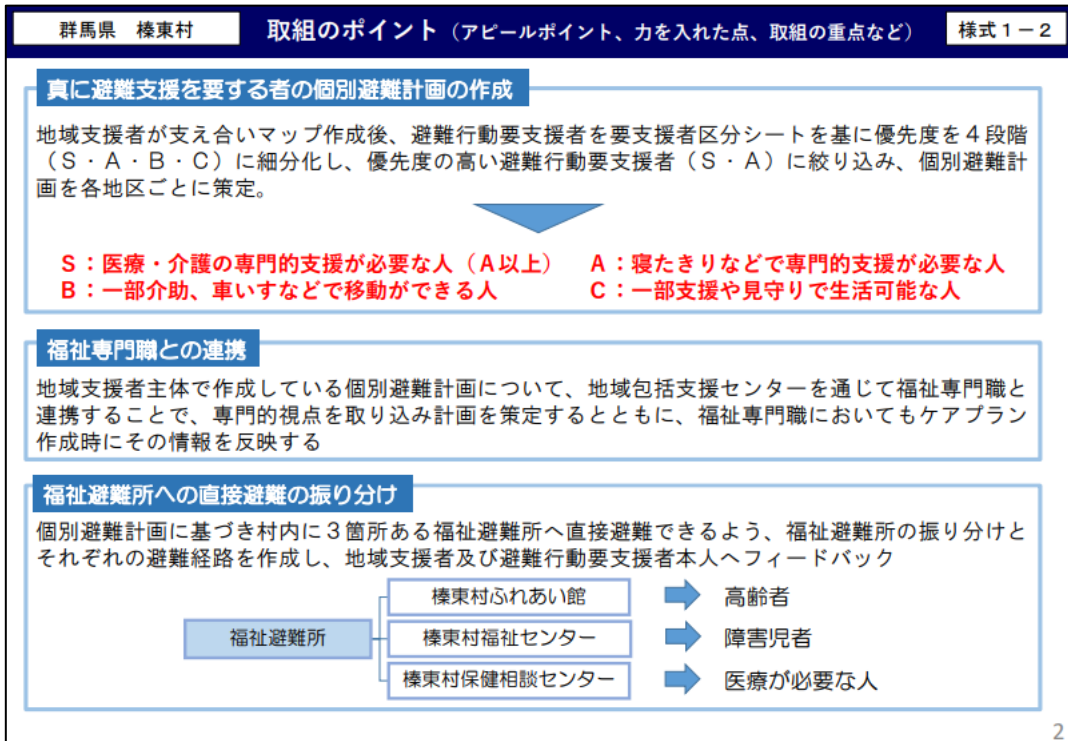 群馬県 榛東村
取組のポイント（アピールポイント、力を入れた点、取組の重点など）
様式１－２
真に避難支援を要する者の個別避難計画の作成
地域支援者が支え合いマップ作成後、避難行動要支援者を要支援者区分シートを基に優先度を４段階
（Ｓ・Ａ・Ｂ・Ｃ）に細分化し、優先度の高い避難行動要支援者（Ｓ・Ａ）に絞り込み、個別避難計
画を各地区ごとに策定。
Ｓ：医療・介護の専門的支援が必要な人（Ａ以上）
Ａ：寝たきりなどで専門的支援が必要な人
Ｂ：一部介助、車いすなどで移動ができる人
Ｃ：一部支援や見守りで生活可能な人
福祉専門職との連携
地域支援者主体で作成している個別避難計画について、地域包括支援センターを通じて福祉専門職と
連携することで、専門的視点を取り込み計画を策定するとともに、福祉専門職においてもケアプラン
作成時にその情報を反映する
福祉避難所への直接避難の振り分け
個別避難計画に基づき村内に３箇所ある福祉避難所へ直接避難できるよう、福祉避難所の振り分けと
それぞれの避難経路を作成し、地域支援者及び避難行動要支援者本人へフィードバック
福祉避難所
榛東村ふれあい館
高齢者
榛東村福祉センター
障害児者
榛東村保健相談センター
医療が必要な人
2